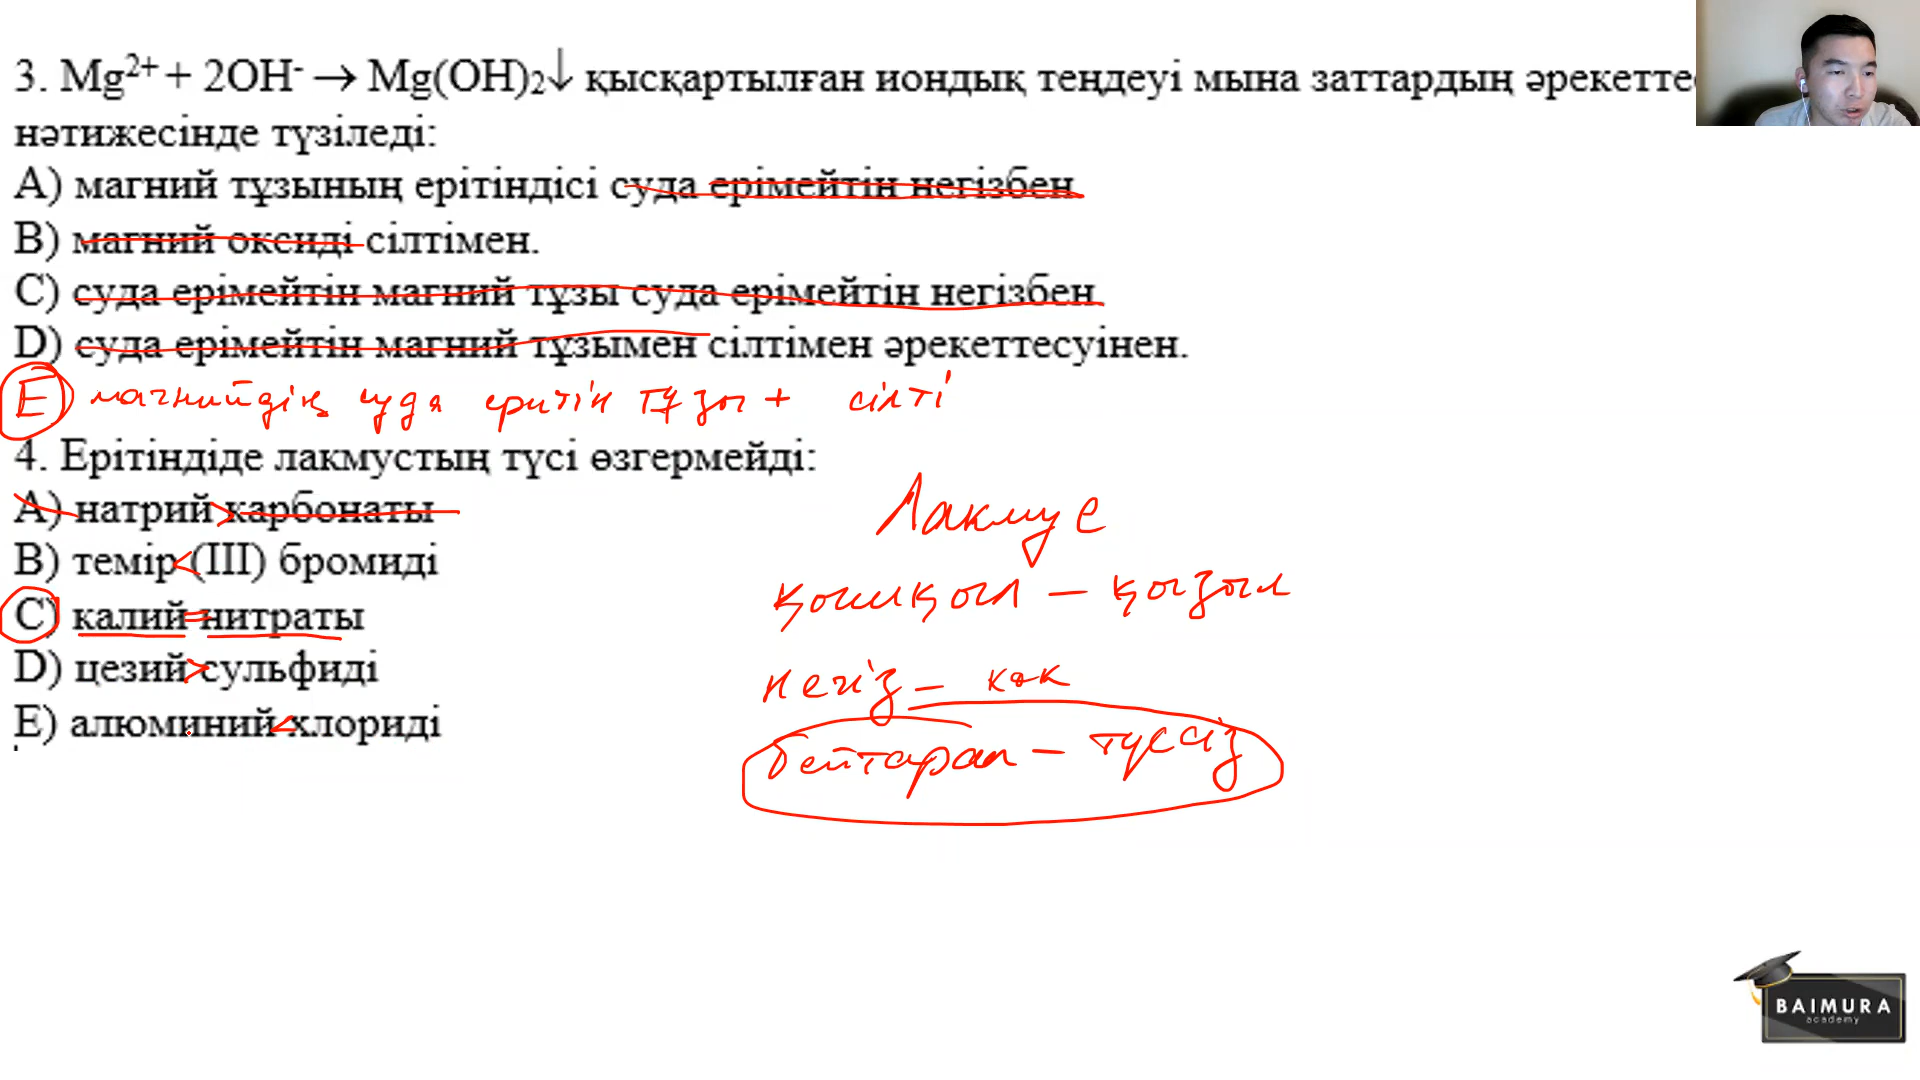 3. Mg²⁺ + 2OH⁻ → Mg(OH)₂↓ қысқартылған иондық теңдеуі мына заттардың әрекеттес
нәтижесінде түзіледі:
A) магний тұзының ерітіндісі суда ерімейтін негізбен
B) магний оксиді сілтімен.
C) суда ерімейтін магний тұзы суда ерімейтін негізбен
D) суда ерімейтін магний тұзымен сілтімен әрекеттесуінен.
E) магнийдің суда еритін тұзы + сілті
4. Ерітіндіде лакмустың түсі өзгермейді:
A) натрий > карбонаты
B) темір < (III) бромиді
C) калий = нитраты
D) цезий > сульфиді
E) алюминий < хлориді
Лакмус
қышқыл – қызыл
негіз – көк
бейтарап – түссіз
BAIMURA
academy